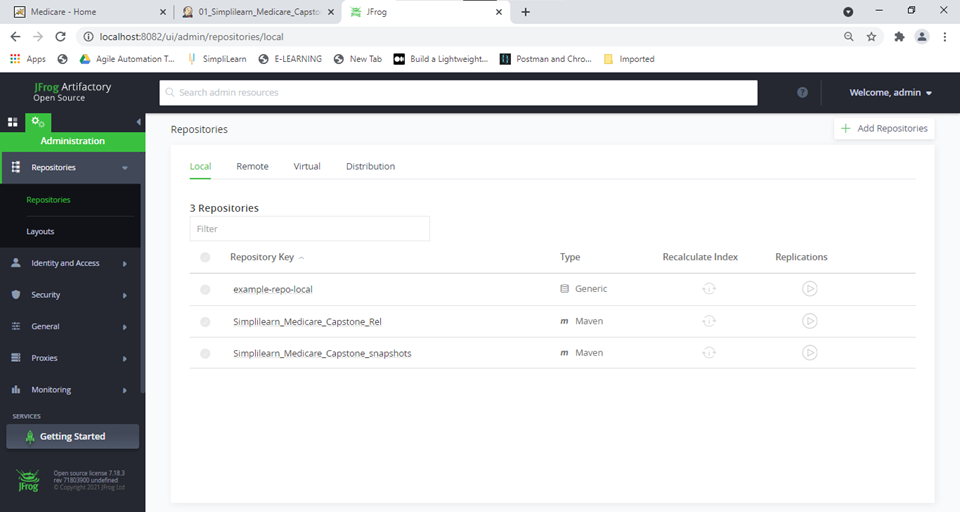 Medicare - Home
01_Simplilearn_Medicare_Capsto
JFrog
localhost:8082/ui/admin/repositories/local
Apps
Agile Automation T...
SimpliLearn
E-LEARNING
New Tab
Build a Lightweight...
Postman and Chro...
Imported
JFrog Artifactory
Open Source
Search admin resources
Welcome, admin
Administration
Repositories
Repositories
Layouts
Identity and Access
Security
General
Proxies
Monitoring
SERVICES
Getting Started
JFrog
Open source license 7.18.3
rev 71803900 undefined
© Copyright 2021 JFrog Ltd
Repositories
Add Repositories
Local
Remote
Virtual
Distribution
3 Repositories
Filter
Repository Key
Type
Recalculate Index
Replications
example-repo-local
Generic
Simplilearn_Medicare_Capstone_Rel
m Maven
Simplilearn_Medicare_Capstone_snapshots
m Maven